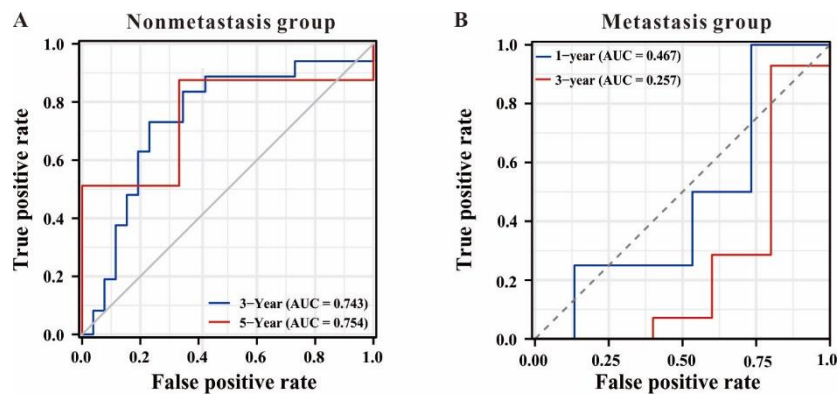 A
Nonmetastasis group
True positive rate
1.0
0.8
0.6
0.4
0.2
0.0
3-Year (AUC = 0.743)
5-Year (AUC = 0.754)
0.0 0.2 0.4 0.6 0.8 1.0
False positive rate
B
Metastasis group
True positive rate
1.0
0.8
0.6
0.4
0.2
0.0
1-year (AUC = 0.467)
3-year (AUC = 0.257)
0.00 0.25 0.50 0.75 1.0
False positive rate